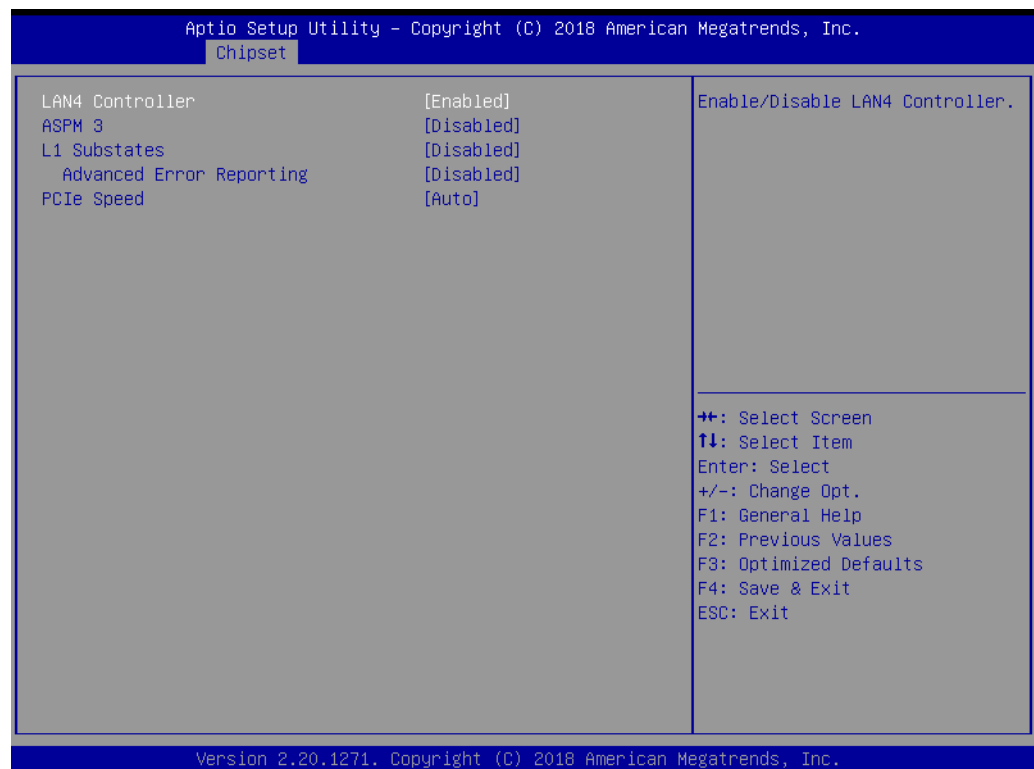 Aptio Setup Utility – Copyright (C) 2018 American Megatrends, Inc.
Chipset
LAN4 Controller [Enabled]
ASPM 3 [Disabled]
L1 Substates [Disabled]
Advanced Error Reporting [Disabled]
PCIe Speed [Auto]
Enable/Disable LAN4 Controller.
→←: Select Screen
↑↓: Select Item
Enter: Select
+/-: Change Opt.
F1: General Help
F2: Previous Values
F3: Optimized Defaults
F4: Save & Exit
ESC: Exit
Version 2.20.1271. Copyright (C) 2018 American Megatrends, Inc.